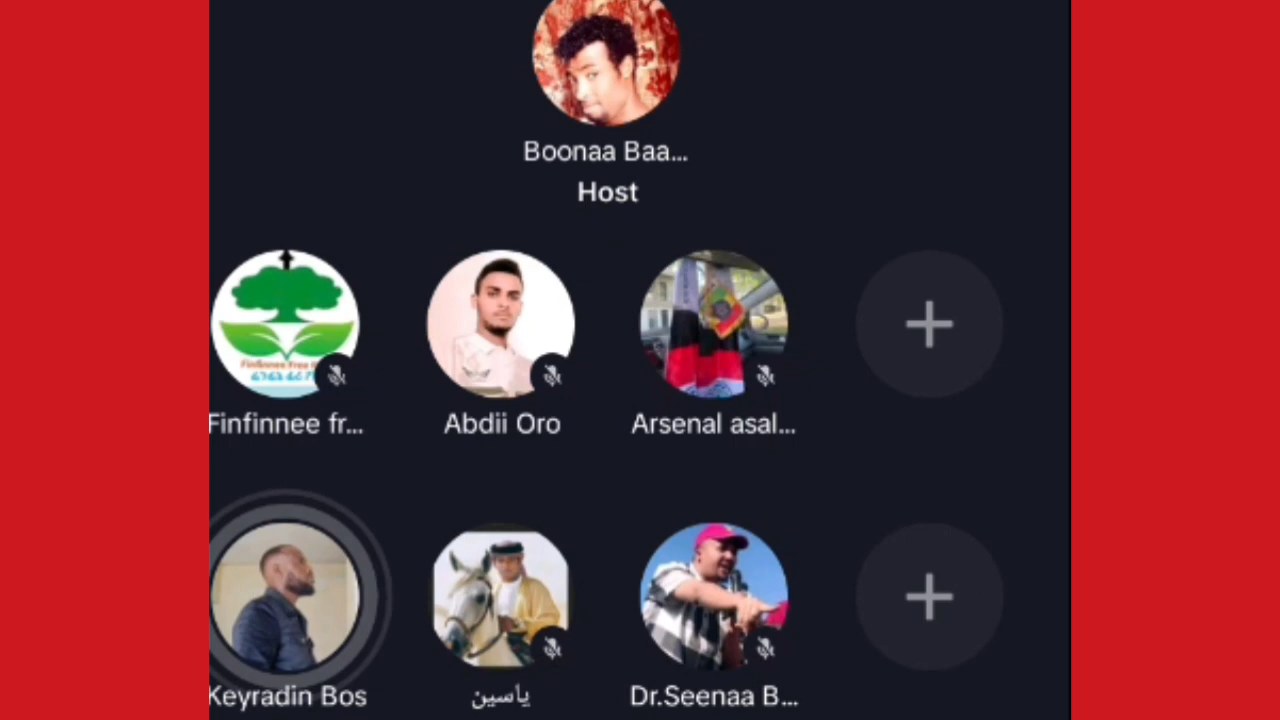 Boonaa Baa...
Host
Finfinnee fr...
Abdii Oro
Arsenal asal...
Keyradin Bos
ياسين
Dr.Seenaa B...